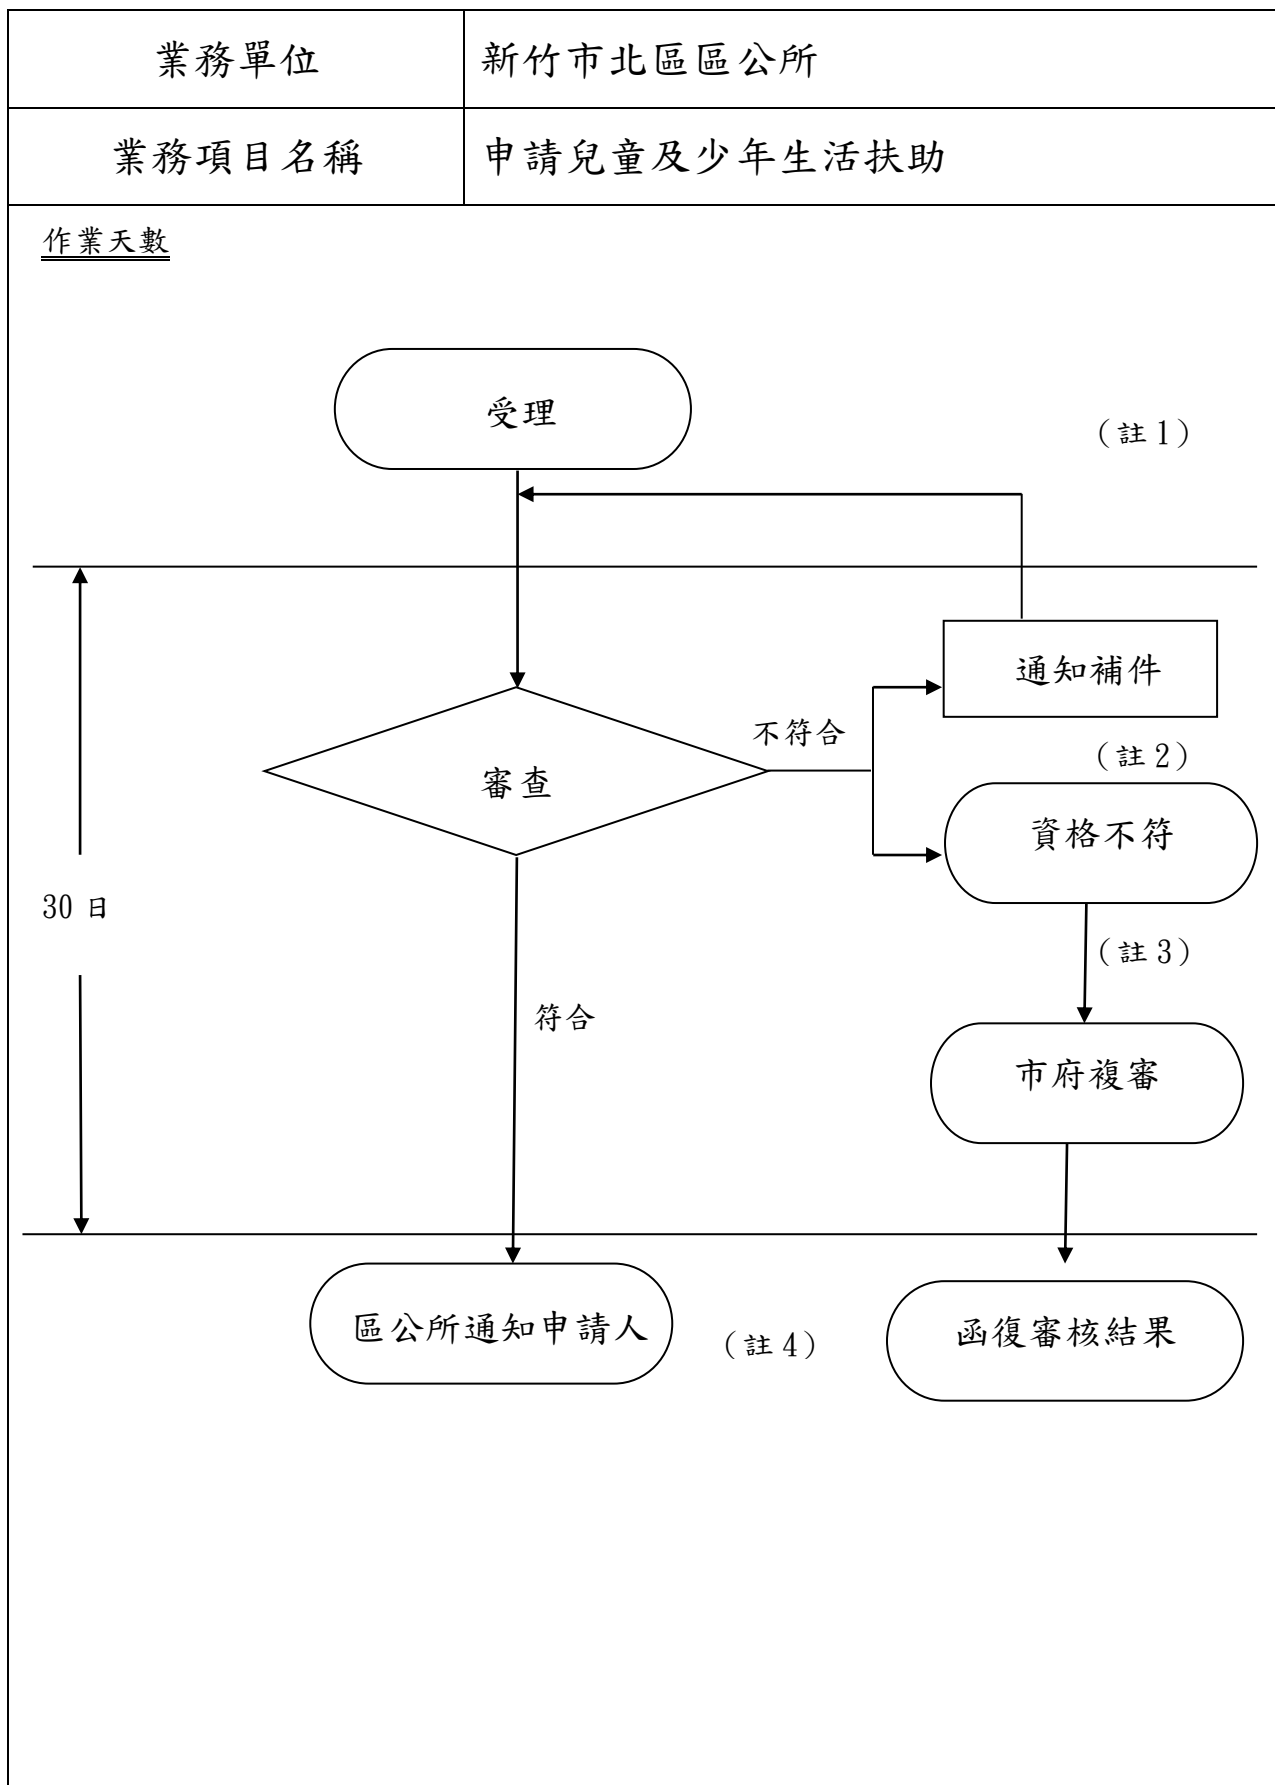 業務單位
新竹市北區區公所
業務項目名稱
申請兒童及少年生活扶助
作業天數
受理
（註 1）
通知補件
不符合
（註 2）
審查
資格不符
30 日
（註 3）
符合
市府複審
區公所通知申請人
（註 4）
函復審核結果